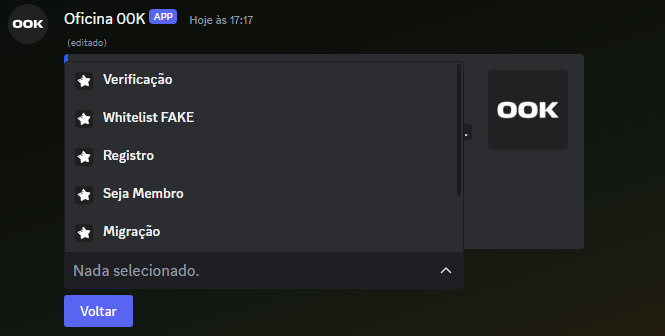 OOK
Oficina 00K APP Hoje às 17:17
(editado)
Verificação
OOK
Whitelist FAKE
.
Registro
Seja Membro
Migração
Nada selecionado.
Voltar